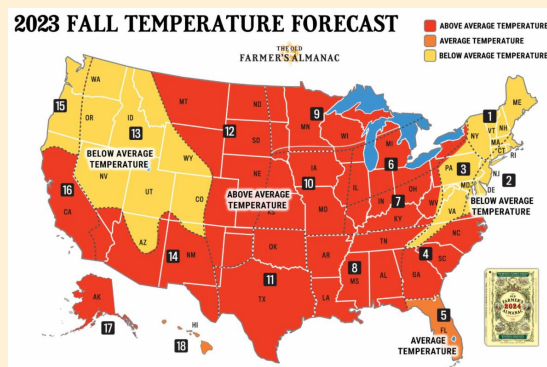 2023 FALL TEMPERATURE FORECAST
THE OLD
FARMER'S ALMANAC
ABOVE AVERAGE TEMPERATURE
AVERAGE TEMPERATURE
BELOW AVERAGE TEMPERATURE
WA
MT
ND
9
ME
1
15
OR
ID
MN
VT
NH
13
12
WI
NY
MA
SD
MI
CT
RI
BELOW AVERAGE
TEMPERATURE
WY
6
3
PA
NJ
2
IA
NE
10
OH
MD
DE
NV
16
UT
ABOVE AVERAGE
TEMPERATURE
IL
IN
7
WV
BELOW AVERAGE
TEMPERATURE
CO
VA
CA
KS
MO
KY
NC
TN
AZ
14
NM
OK
AR
4
SC
8
11
MS
AL
GA
TX
LA
AK
5
FL
HI
AVERAGE
TEMPERATURE
17
18
FARMER'S
2024
ALMANAC